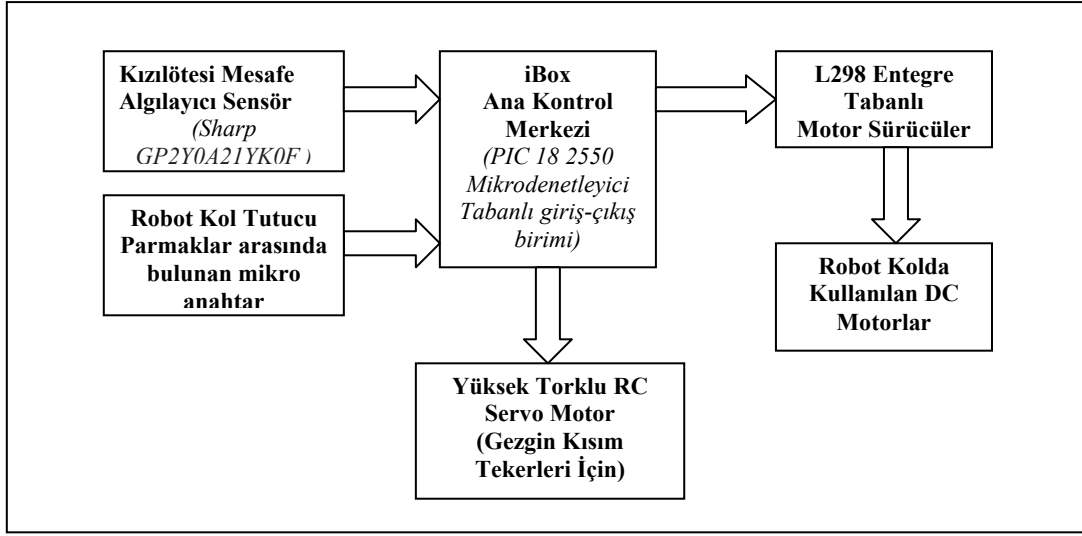 Kızılötesi Mesafe
Algılayıcı Sensör
(Sharp
GP2Y0A21YK0F )
Robot Kol Tutucu
Parmaklar arasında
bulunan mikro
anahtar
iBox
Ana Kontrol
Merkezi
(PIC 18 2550
Mikrodenetleyici
Tabanlı giriş-çıkış
birimi)
L298 Entegre
Tabanlı
Motor Sürücüler
Robot Kolda
Kullanılan DC
Motorlar
Yüksek Torklu RC
Servo Motor
(Gezgin Kısım
Tekerleri İçin)